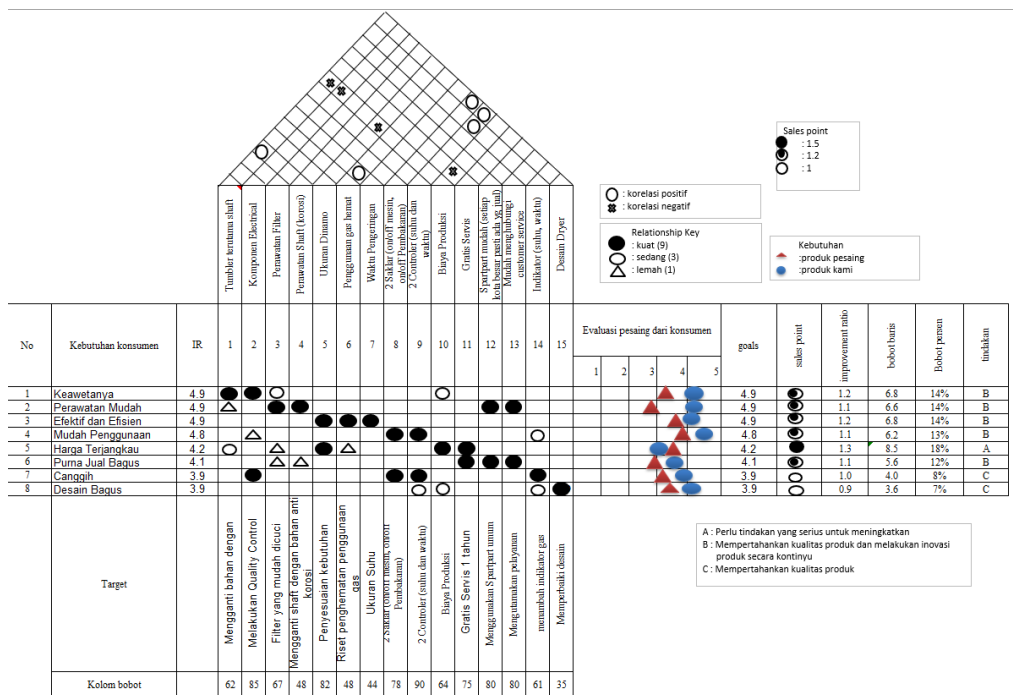 Sales point
: 1.5
: 1.2
: 1
: korelasi positif
: korelasi negatif
Relationship Key
: kuat (9)
: sedang (3)
: lemah (1)
Kebutuhan
:produk pesaing
:produk kami
Tumbler terutama shaft
Komponen Electrical
Perawatan Filter
Perawatan Shaft (korosi)
Ukuran Dinamo
Penggunaan gas hemat
Waktu Pengeringan
2 Saklar (on/off mesin,
on/off Pembakaran)
2 Controler (suhu dan
waktu)
Biaya Produksi
Gratis Servis
Spartpart mudah (setiap
kota besar pasti ada yg jual)
Mudah menghubungi
customer service
Indikator (suhu, waktu)
Desain Dryer
No Kebutuhan konsumen IR 1 2 3 4 5 6 7 8 9 10 11 12 13 14 15 Evaluasi pesaing dari konsumen goals sales point improvement ratio bobot baris Bobot persen tindakan
1 2 3 4 5
1 Keawetanya 4.9 4.9 1.2 6.8 14% B
2 Perawatan Mudah 4.9 4.9 1.1 6.6 14% B
3 Efektif dan Efisien 4.9 4.9 1.2 6.8 14% B
4 Mudah Penggunaan 4.8 4.8 1.1 6.2 13% B
5 Harga Terjangkau 4.2 4.2 1.3 8.5 18% A
6 Purna Jual Bagus 4.1 4.1 1.1 5.6 12% B
7 Canggih 3.9 3.9 1.0 4.0 8% C
8 Desain Bagus 3.9 3.9 0.9 3.6 7% C
Target
Mengganti bahan dengan
Melakukan Quality Control
Filter yang mudah dicuci
Mengganti shaft dengan bahan anti
korosi
Penyesuaian kebutuhan
Riset penghematan penggunaan
gas
Ukuran Suhu
2 Saklar (on/off mesin, on/off
Pembakann)
2 Controler (suhu dan waktu)
Biaya Produksi
Gratis Servis 1 tahun
Menggunakan Spartpart umum
Mengutamakan pelayanan
menambah indikator gas
Memperbaiki desain
A : Perlu tindakan yang serius untuk meningkatkan
B : Mempertahankan kualitas produk dan melakukan inovasi
produk secara kontinyu
C : Mempertahankan kualitas produk
Kolom bobot 62 85 67 48 82 48 44 78 90 64 75 80 80 61 35